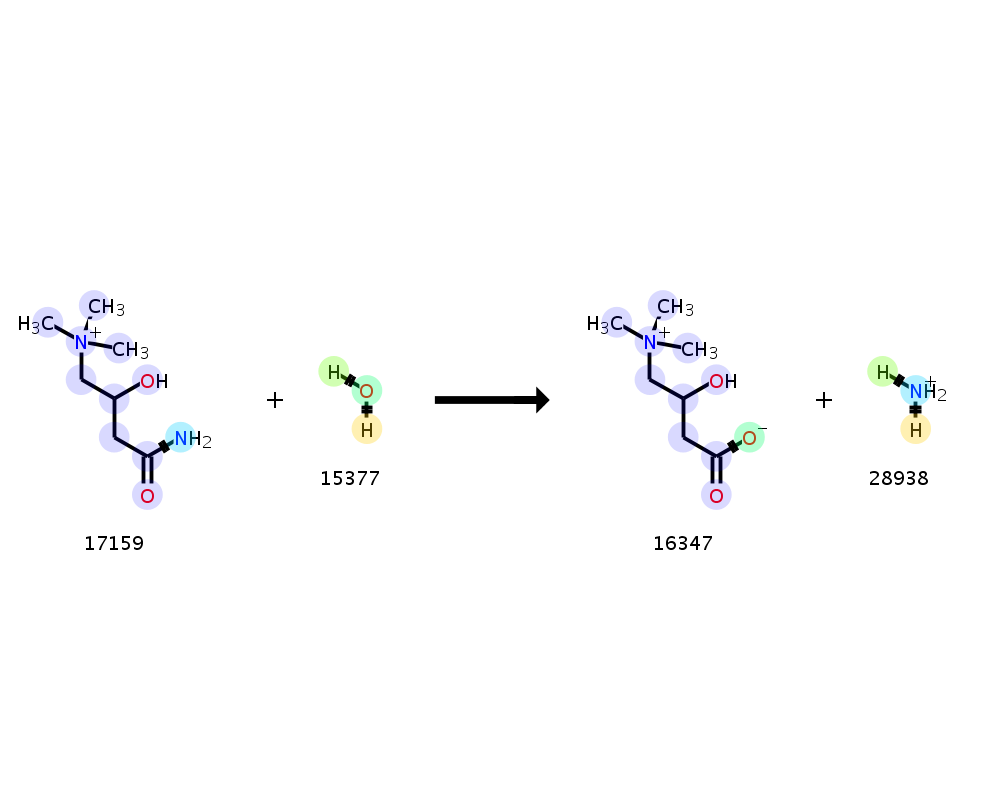 CH3
H3C
N+
CH3
OH
NH2
O
17159
+
H
O
H
15377
CH3
H3C
N+
CH3
OH
O−
O
16347
+
H
NH2+
H
28938